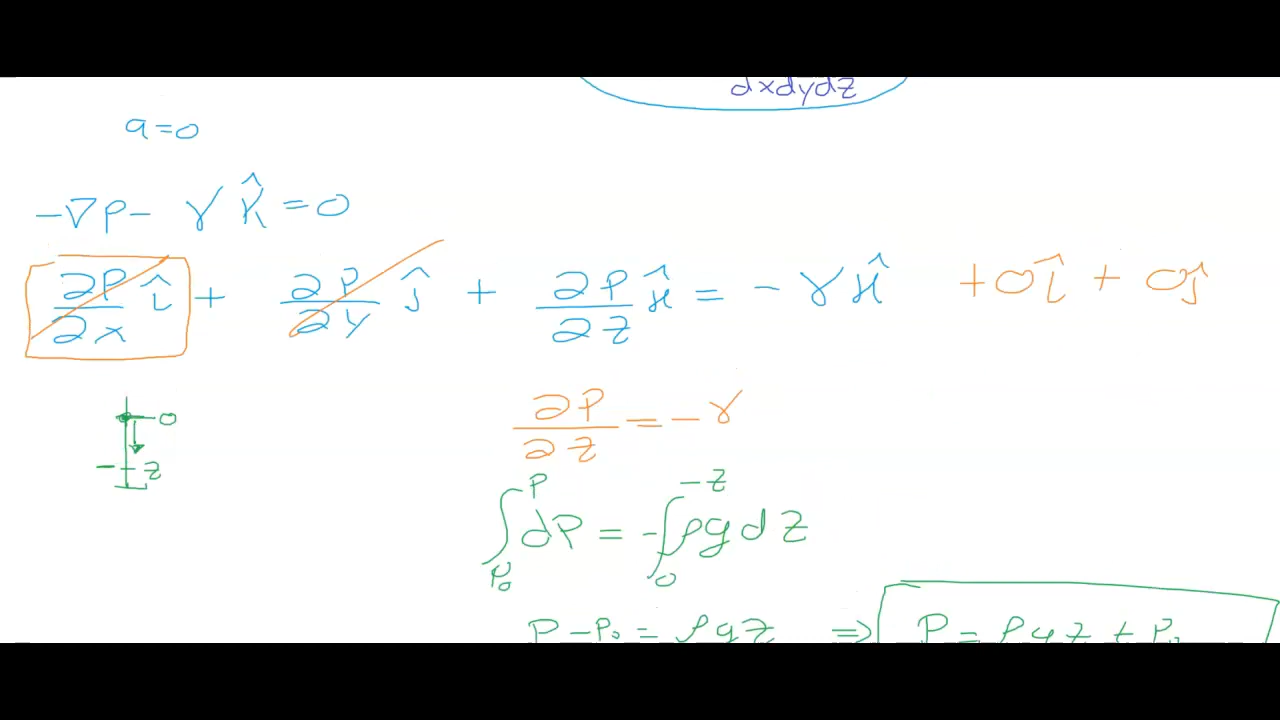 dxdydz
a=0
-∇P- γ k̂ =0
∂P/∂x î + ∂P/∂y ĵ + ∂P/∂z k̂ = - γ k̂ +0î + 0ĵ
0
- z
∂P/∂z = - γ
∫_{P₀}^{P} dP = -∫_{0}^{-z} ρg dz
P - P₀ = ρgz ⇒ P = ρgz + P₀